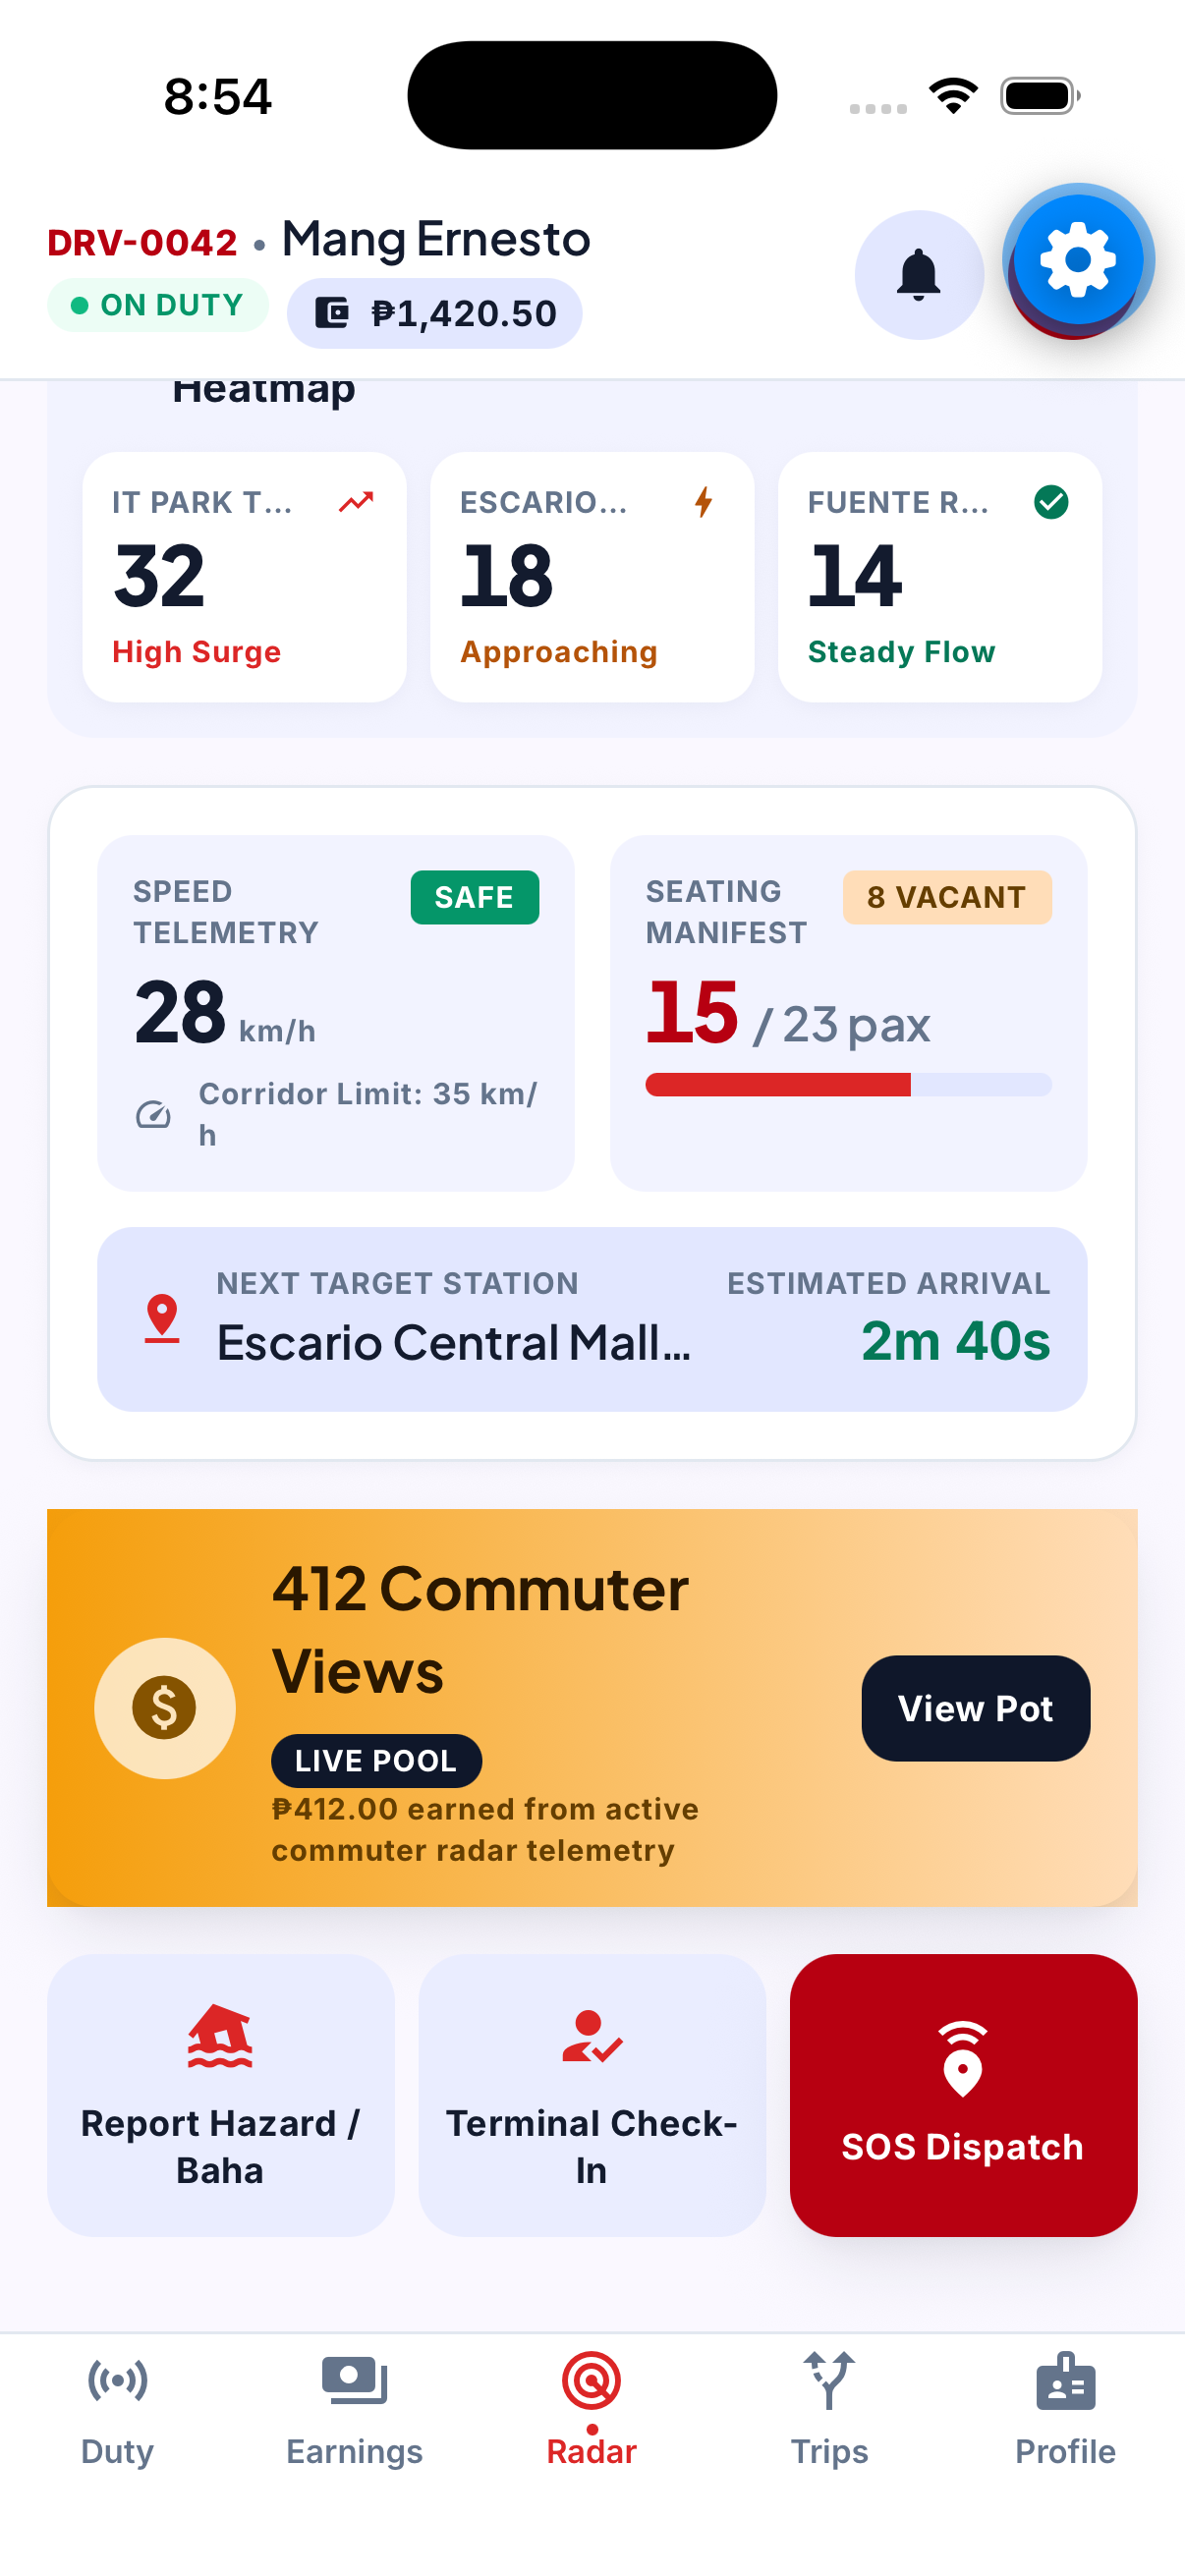 8:54
DRV-0042 • Mang Ernesto
ON DUTY
₱1,420.50
Heatmap
IT PARK T...
ESCARIO...
FUENTE R...
32
18
14
High Surge
Approaching
Steady Flow
SPEED
TELEMETRY
SAFE
28 km/h
Corridor Limit: 35 km/
h
SEATING
MANIFEST
8 VACANT
15 / 23 pax
NEXT TARGET STATION
Escario Central Mall...
ESTIMATED ARRIVAL
2m 40s
412 Commuter
Views
LIVE POOL
₱412.00 earned from active
commuter radar telemetry
View Pot
Report Hazard /
Baha
Terminal Check-
In
SOS Dispatch
Duty
Earnings
Radar
Trips
Profile